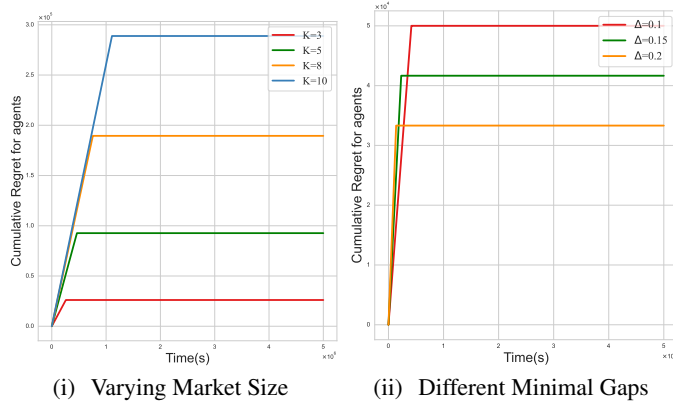 3.0
2.5
2.0
1.5
1.0
0.5
0.0
Cumulative Regret for agents
K=3
K=5
K=8
K=10
0 1 2 3 4 5
Time(s)
(i) Varying Market Size
5
4
3
2
1
0
Cumulative Regret for agents
Δ=0.1
Δ=0.15
Δ=0.2
0 1 2 3 4 5
Time(s)
(ii) Different Minimal Gaps